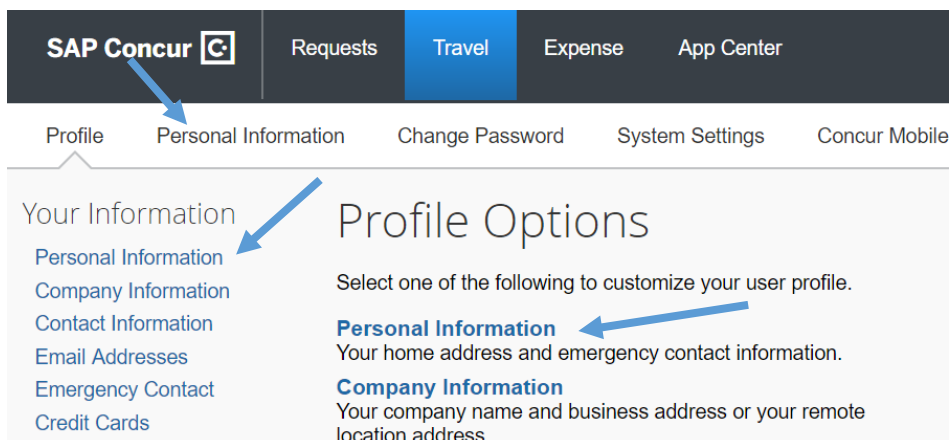 SAP Concur C.
Requests
Travel
Expense
App Center
Profile
Personal Information
Change Password
System Settings
Concur Mobile
Your Information
Personal Information
Company Information
Contact Information
Email Addresses
Emergency Contact
Credit Cards
Profile Options
Select one of the following to customize your user profile.
Personal Information
Your home address and emergency contact information.
Company Information
Your company name and business address or your remote
location address.